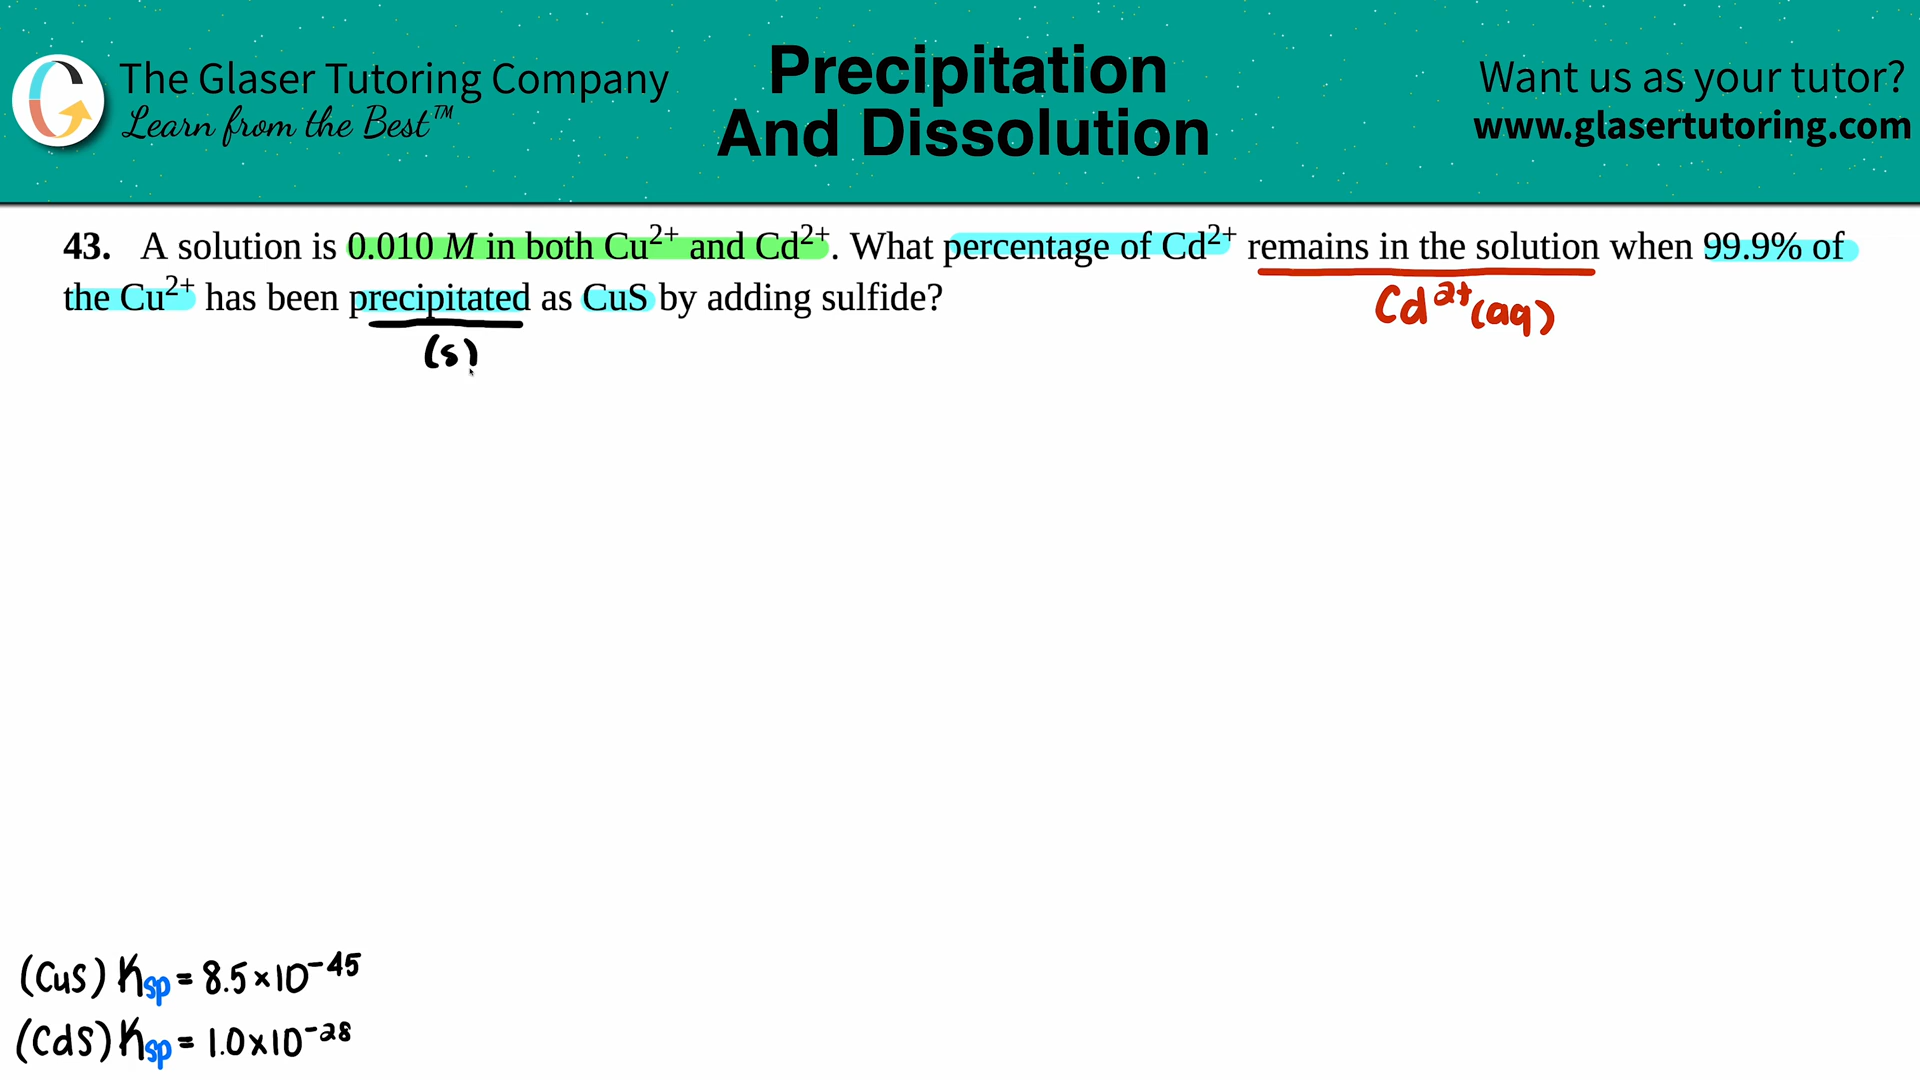 The Glaser Tutoring Company
Learn from the Best™
Precipitation
And Dissolution
Want us as your tutor?
www.glasertutoring.com
43. A solution is 0.010 M in both Cu²⁺ and Cd²⁺. What percentage of Cd²⁺ remains in the solution when 99.9% of
the Cu²⁺ has been precipitated as CuS by adding sulfide?
Cd²⁺(aq)
(s)
(CuS) Ksp = 8.5×10⁻⁴⁵
(CdS) Ksp = 1.0×10⁻²⁸